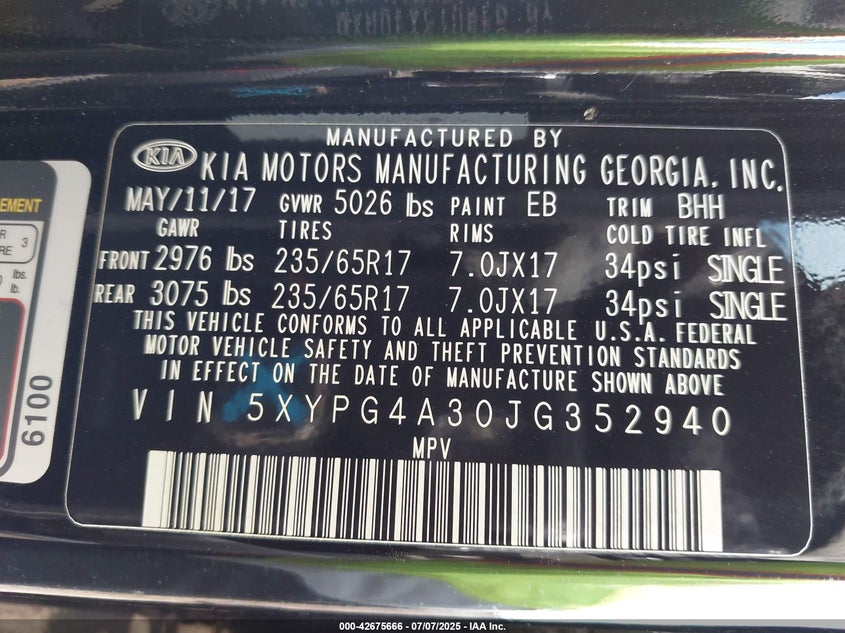 MANUFACTURED BY
KIA KIA MOTORS MANUFACTURING GEORGIA, INC.
MAY/11/17 GVWR 5026 lbs PAINT EB TRIM BHH
GAWR TIRES RIMS COLD TIRE INFL
FRONT 2976 lbs 235/65R17 7.0JX17 34psi SINGLE
REAR 3075 lbs 235/65R17 7.0JX17 34psi SINGLE
THIS VEHICLE CONFORMS TO ALL APPLICABLE U.S.A. FEDERAL
MOTOR VEHICLE SAFETY AND THEFT PREVENTION STANDARDS
IN EFFECT ON THE DATE OF MANUFACTURE SHOWN ABOVE
VIN 5XYPG4A30JG352940
MPV
3
lbs.
lb.
6100
000-42675666 - 07/07/2025 - IAA Inc.